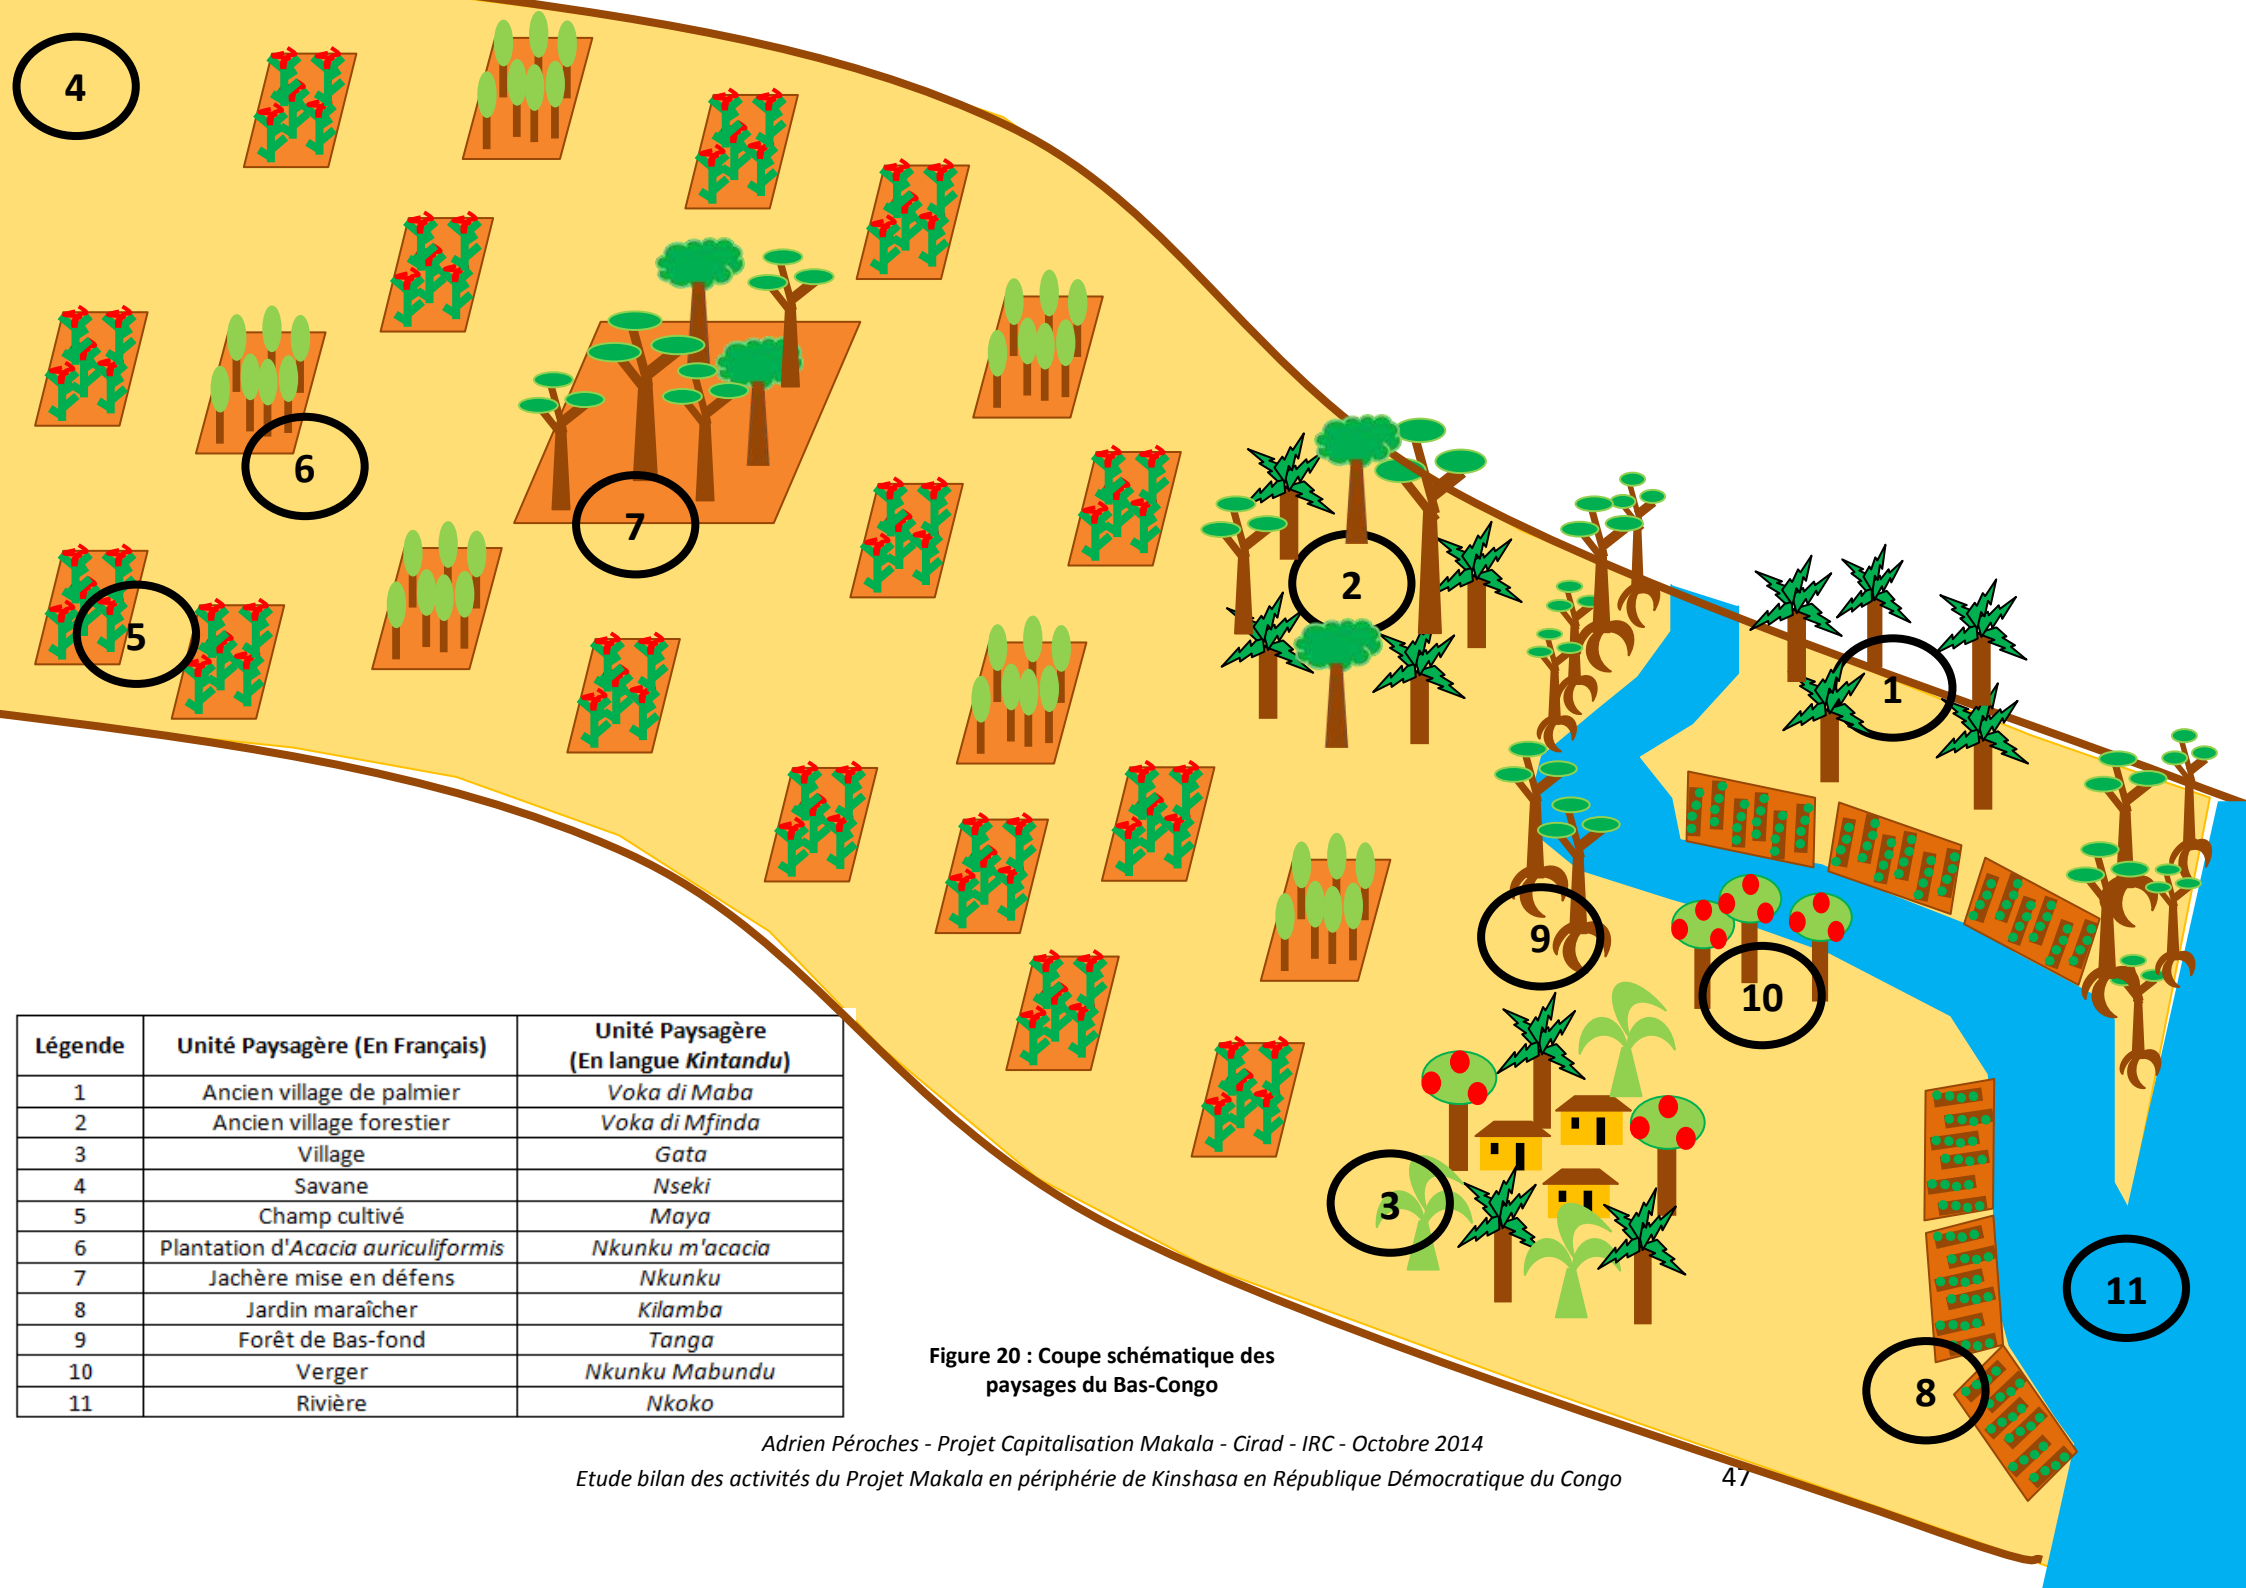 4
6
7
5
2
1
9
10
3
11
8
Légende Unité Paysagère (En Français) Unité Paysagère
(En langue Kintandu)
1 Ancien village de palmier Voka di Maba
2 Ancien village forestier Voka di Mfinda
3 Village Gata
4 Savane Nseki
5 Champ cultivé Maya
6 Plantation d'Acacia auriculiformis Nkunku m'acacia
7 Jachère mise en défens Nkunku
8 Jardin maraîcher Kilamba
9 Forêt de Bas-fond Tanga
10 Verger Nkunku Mabundu
11 Rivière Nkoko
Figure 20 : Coupe schématique des
paysages du Bas-Congo
Adrien Péroches - Projet Capitalisation Makala - Cirad - IRC - Octobre 2014
Etude bilan des activités du Projet Makala en périphérie de Kinshasa en République Démocratique du Congo 47